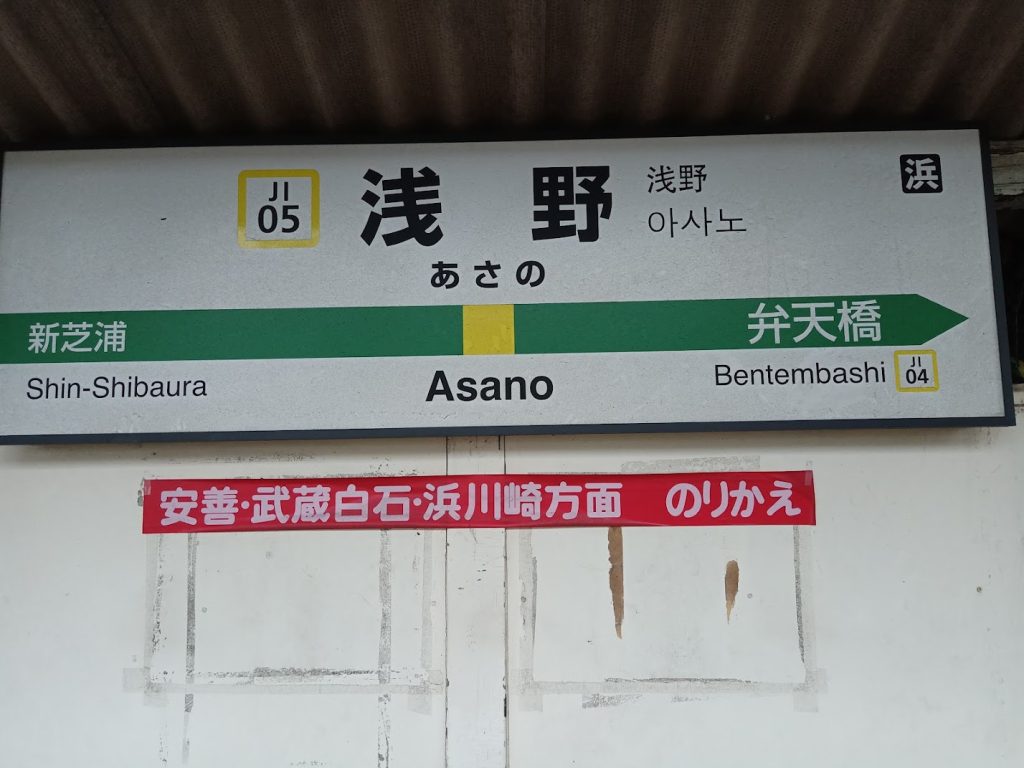 JI
05
浅野
浅野
아사노
浜
あさの
新芝浦
弁天橋
Shin-Shibaura
Asano
Bentembashi
JI
04
安善・武蔵白石・浜川崎方面 のりかえ